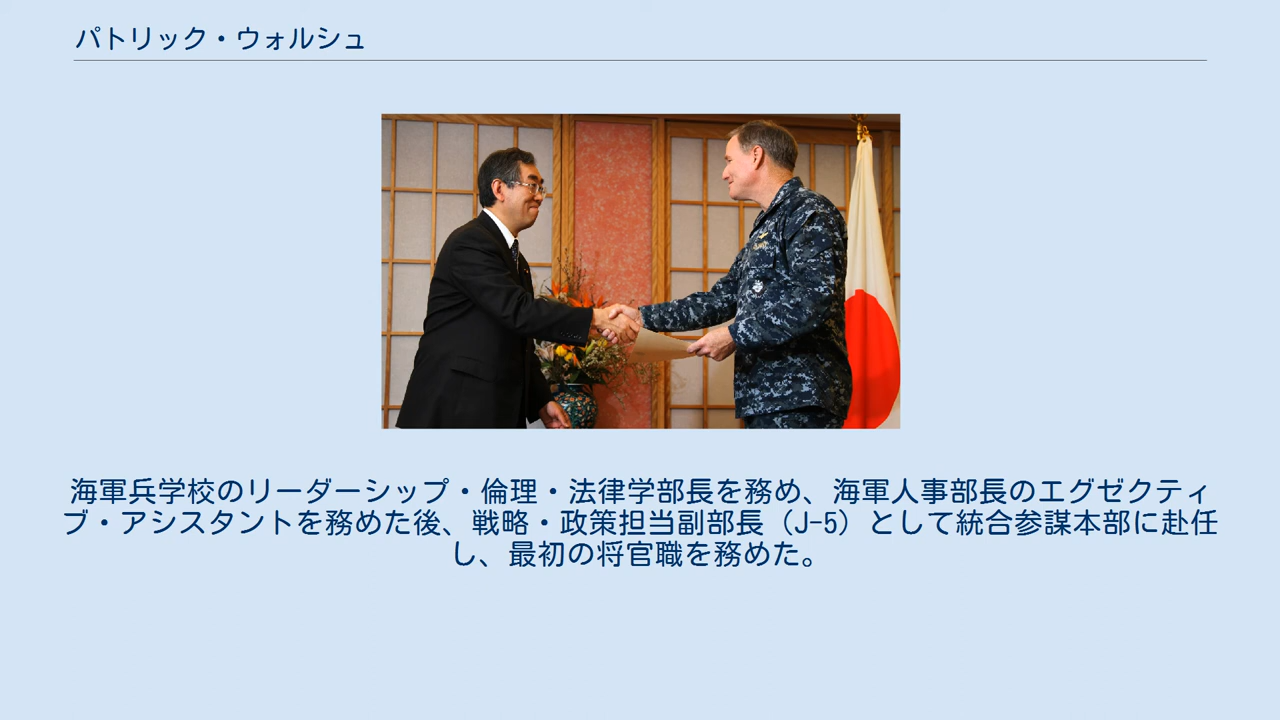 パトリック・ウォルシュ
海軍兵学校のリーダーシップ・倫理・法律学部長を務め、海軍人事部長のエグゼクティ
ブ・アシスタントを務めた後、戦略・政策担当副部長（J-5）として統合参謀本部に赴任
し、最初の将官職を務めた。